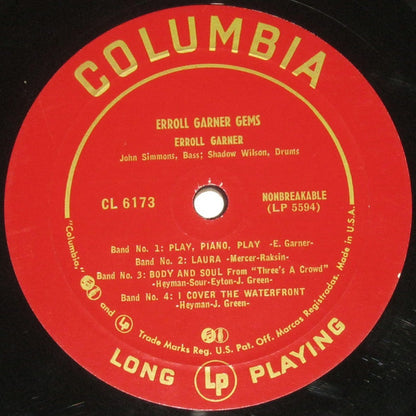 COLUMBIA
ERROLL GARNER GEMS
ERROLL GARNER
John Simmons, Bass; Shadow Wilson, Drums
CL 6173
NONBREAKABLE
(LP 5594)
Band No. 1: PLAY, PIANO, PLAY -E. Garner-
Band No. 2: LAURA -Mercer-Raksin-
Band No. 3: BODY AND SOUL From "Three's A Crowd"
-Heyman-Sour-Eyton-J. Green-
Band No. 4: I COVER THE WATERFRONT
-Heyman-J. Green-
"Columbia," and LP Trade Marks Reg. U.S. Pat. Off. Marcas Registradas. Made in U.S.A.
LONG LP PLAYING